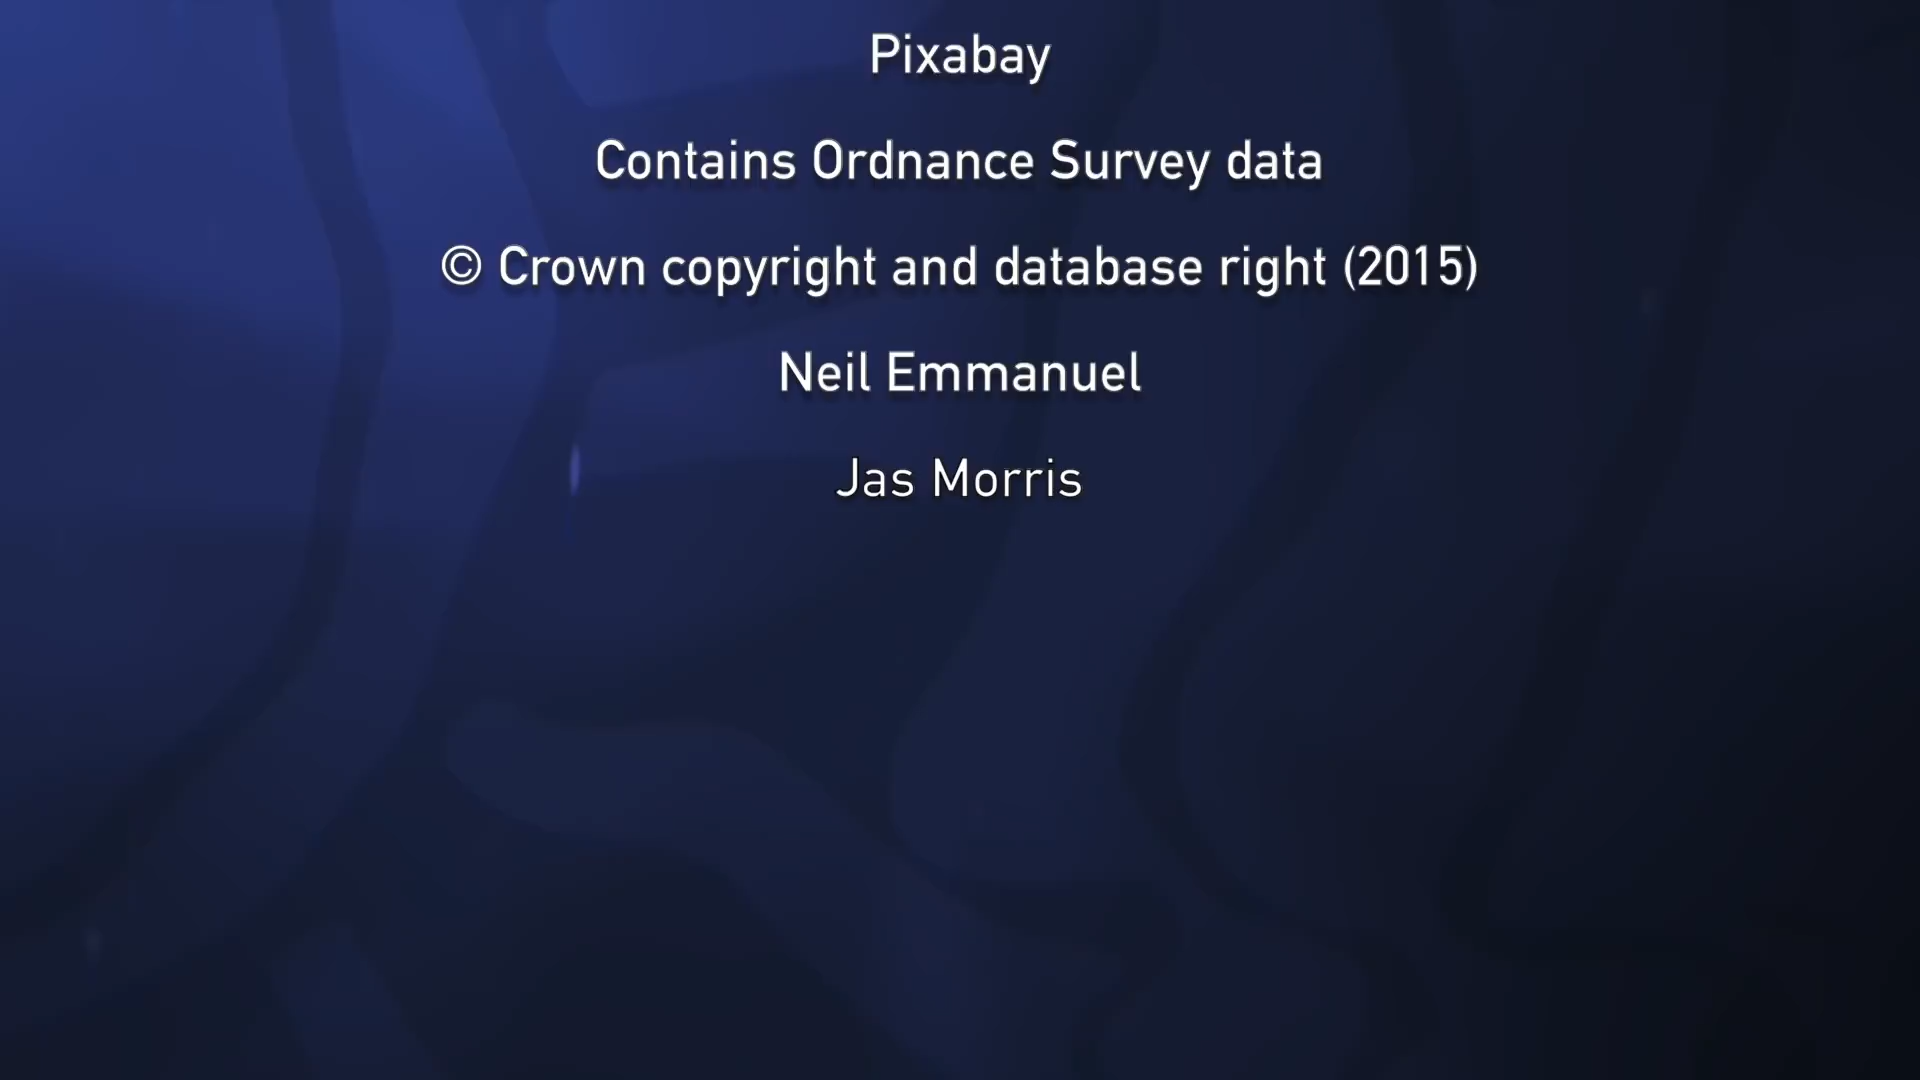 Pixabay
Contains Ordnance Survey data
© Crown copyright and database right (2015)
Neil Emmanuel
Jas Morris